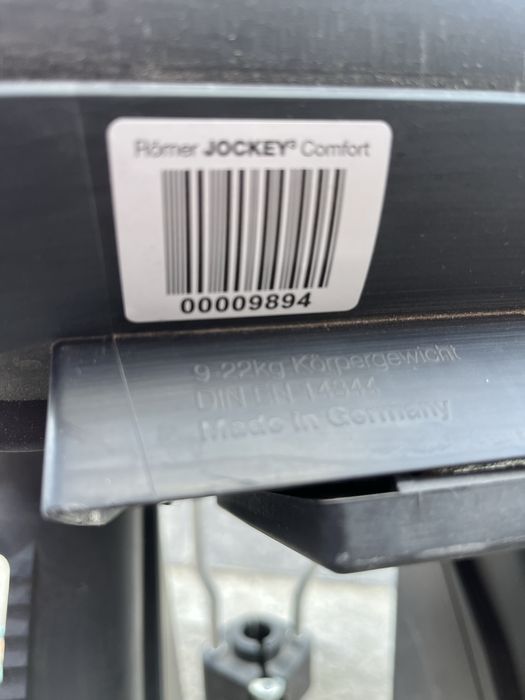 Römer JOCKEY³ Comfort
00009894
9-22kg Körpergewicht
DIN EN 14344
Made in Germany